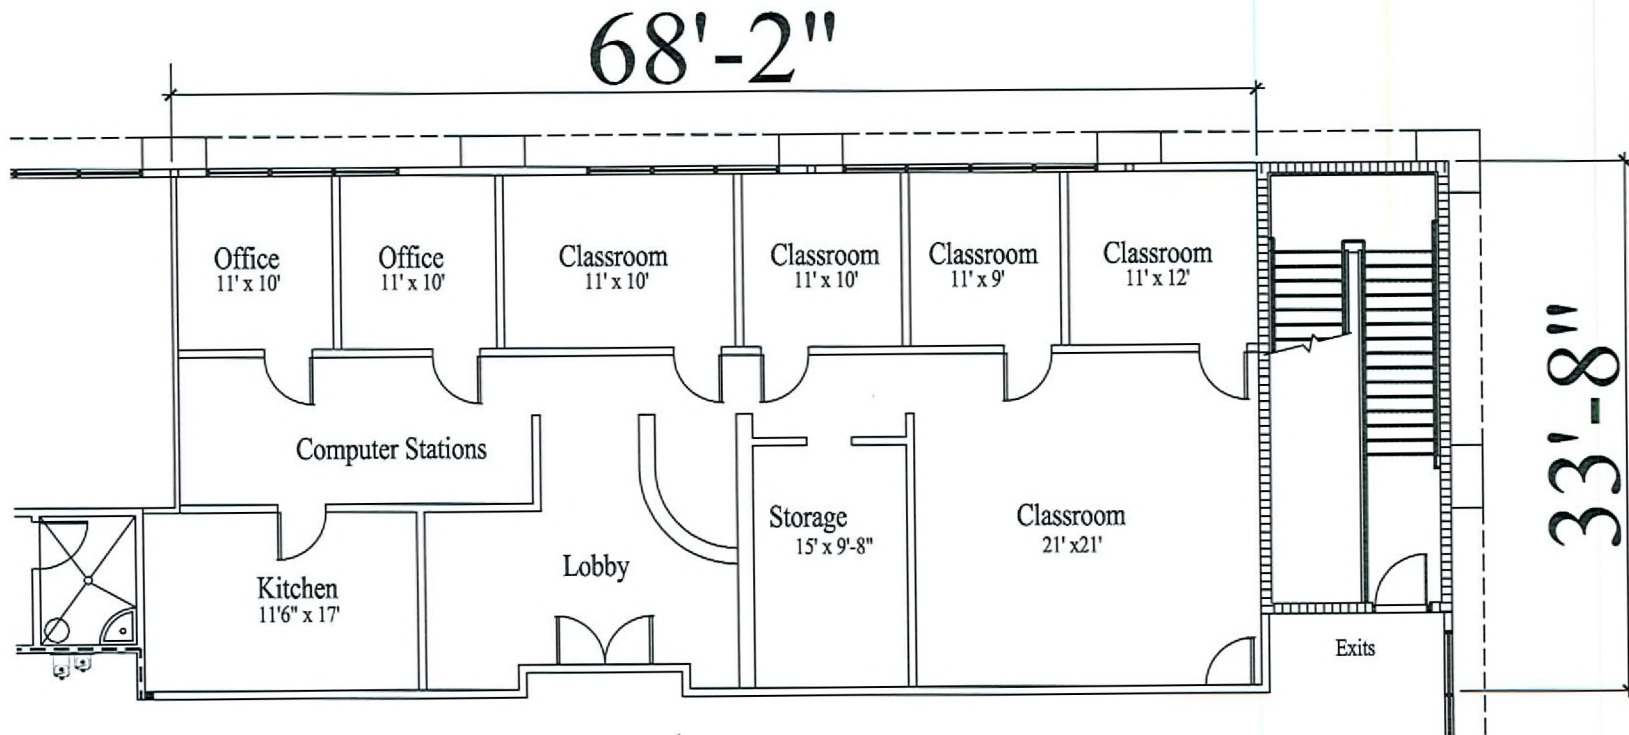 68'-2"
Office
11' x 10'
Office
11' x 10'
Classroom
11' x 10'
Classroom
11' x 10'
Classroom
11' x 9'
Classroom
11' x 12'
33'-8"
Computer Stations
Storage
15' x 9'-8"
Classroom
21' x21'
Lobby
Kitchen
11'6" x 17'
Exits